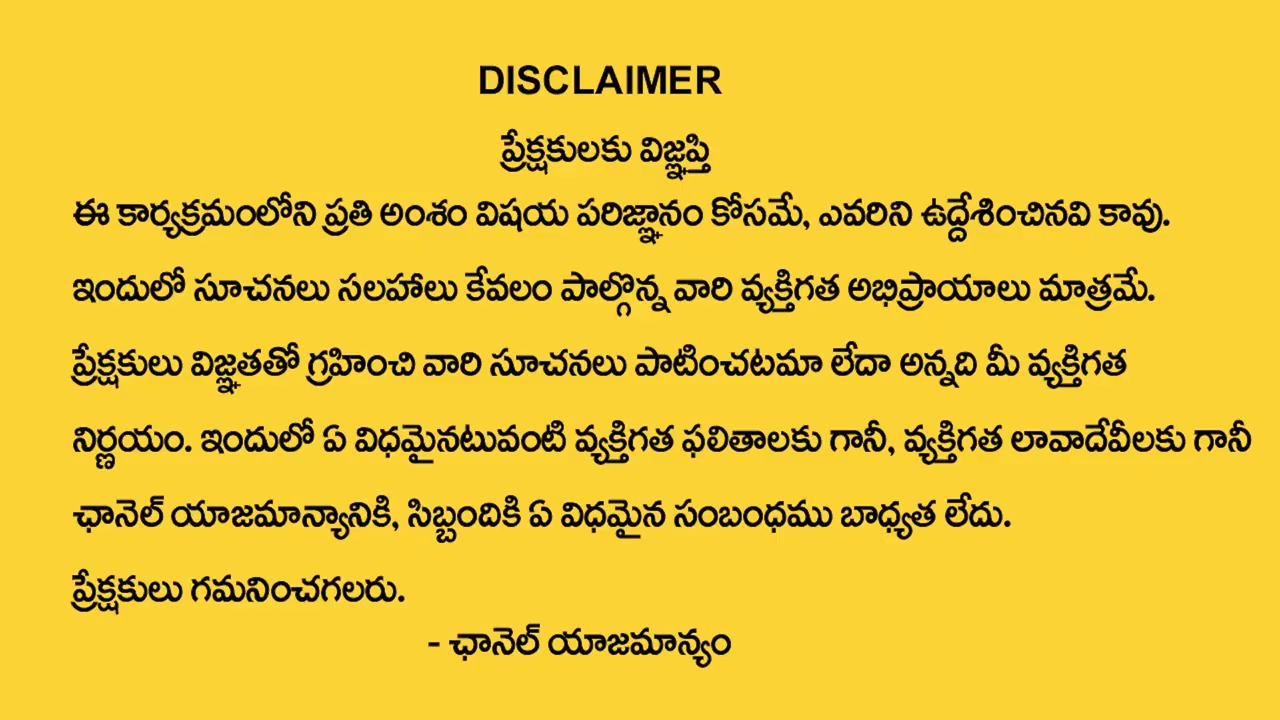 DISCLAIMER
ప్రేక్షకులకు విజ్ఞప్తి
ఈ కార్యక్రమంలోని ప్రతి అంశం విషయ పరిజ్ఞానం కోసమే, ఎవరిని ఉద్దేశించినవి కావు.
ఇందులో సూచనలు సలహాలు కేవలం పాల్గొన్న వారి వ్యక్తిగత అభిప్రాయాలు మాత్రమే.
ప్రేక్షకులు విజ్ఞతతో గ్రహించి వారి సూచనలు పాటించటమా లేదా అన్నది మీ వ్యక్తిగత
నిర్ణయం. ఇందులో ఏ విధమైనటువంటి వ్యక్తిగత ఫలితాలకు గానీ, వ్యక్తిగత లావాదేవీలకు గానీ
ఛానెల్ యాజమాన్యానికి, సిబ్బందికి ఏ విధమైన సంబంధము బాధ్యత లేదు.
ప్రేక్షకులు గమనించగలరు.
- ఛానెల్ యాజమాన్యం